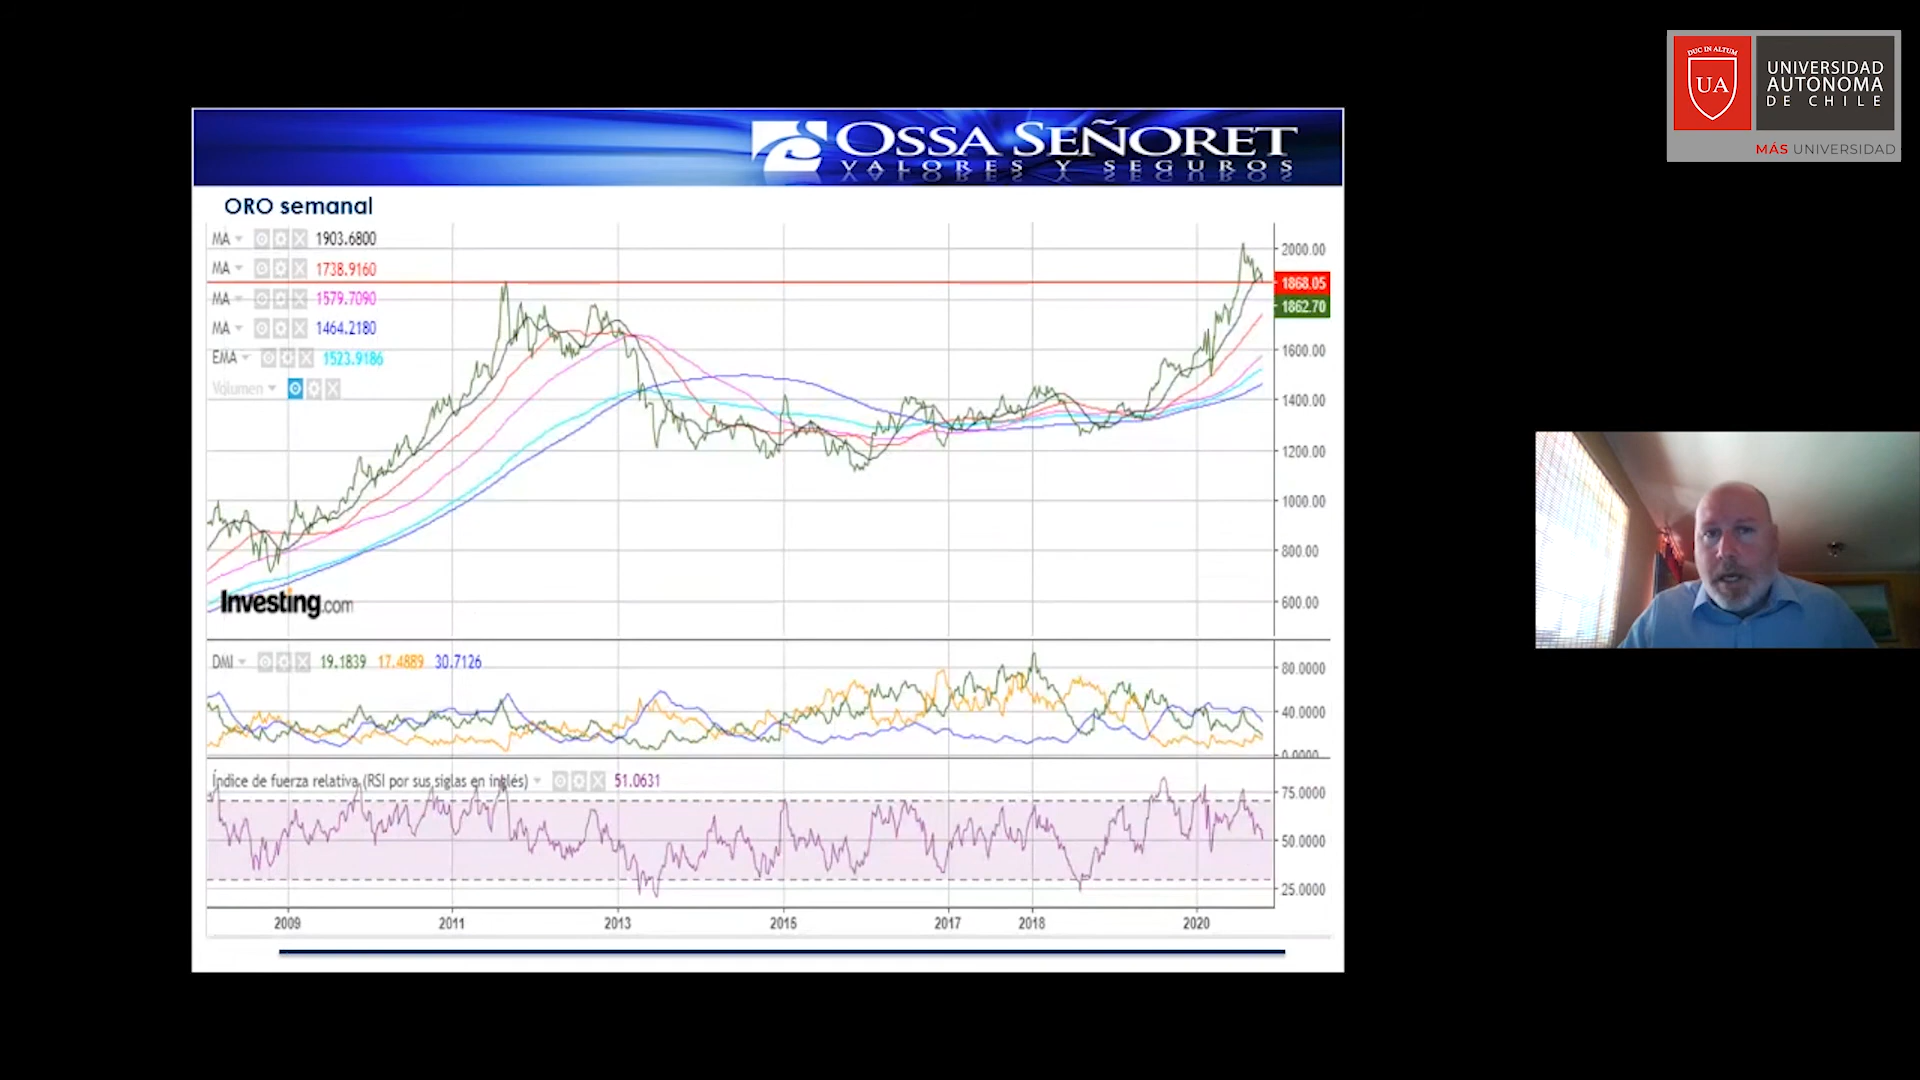 DUC IN ALTUM
UA
UNIVERSIDAD
AUTONOMA
DE CHILE
MÁS UNIVERSIDAD
OSSA SEÑORET
VALORES Y SEGUROS
ORO semanal
MA 1903.6800
MA 1738.9160
MA 1579.7090
MA 1464.2180
EMA 1523.9186
Volumen
2000.00
1868.05
1862.70
1600.00
1400.00
1200.00
1000.00
800.00
600.00
Investing.com
DMI 19.1839 17.4889 30.7126
80.0000
40.0000
0.0000
Índice de fuerza relativa (RSI por sus siglas en inglés) 51.0631
75.0000
50.0000
25.0000
2009 2011 2013 2015 2017 2018 2020